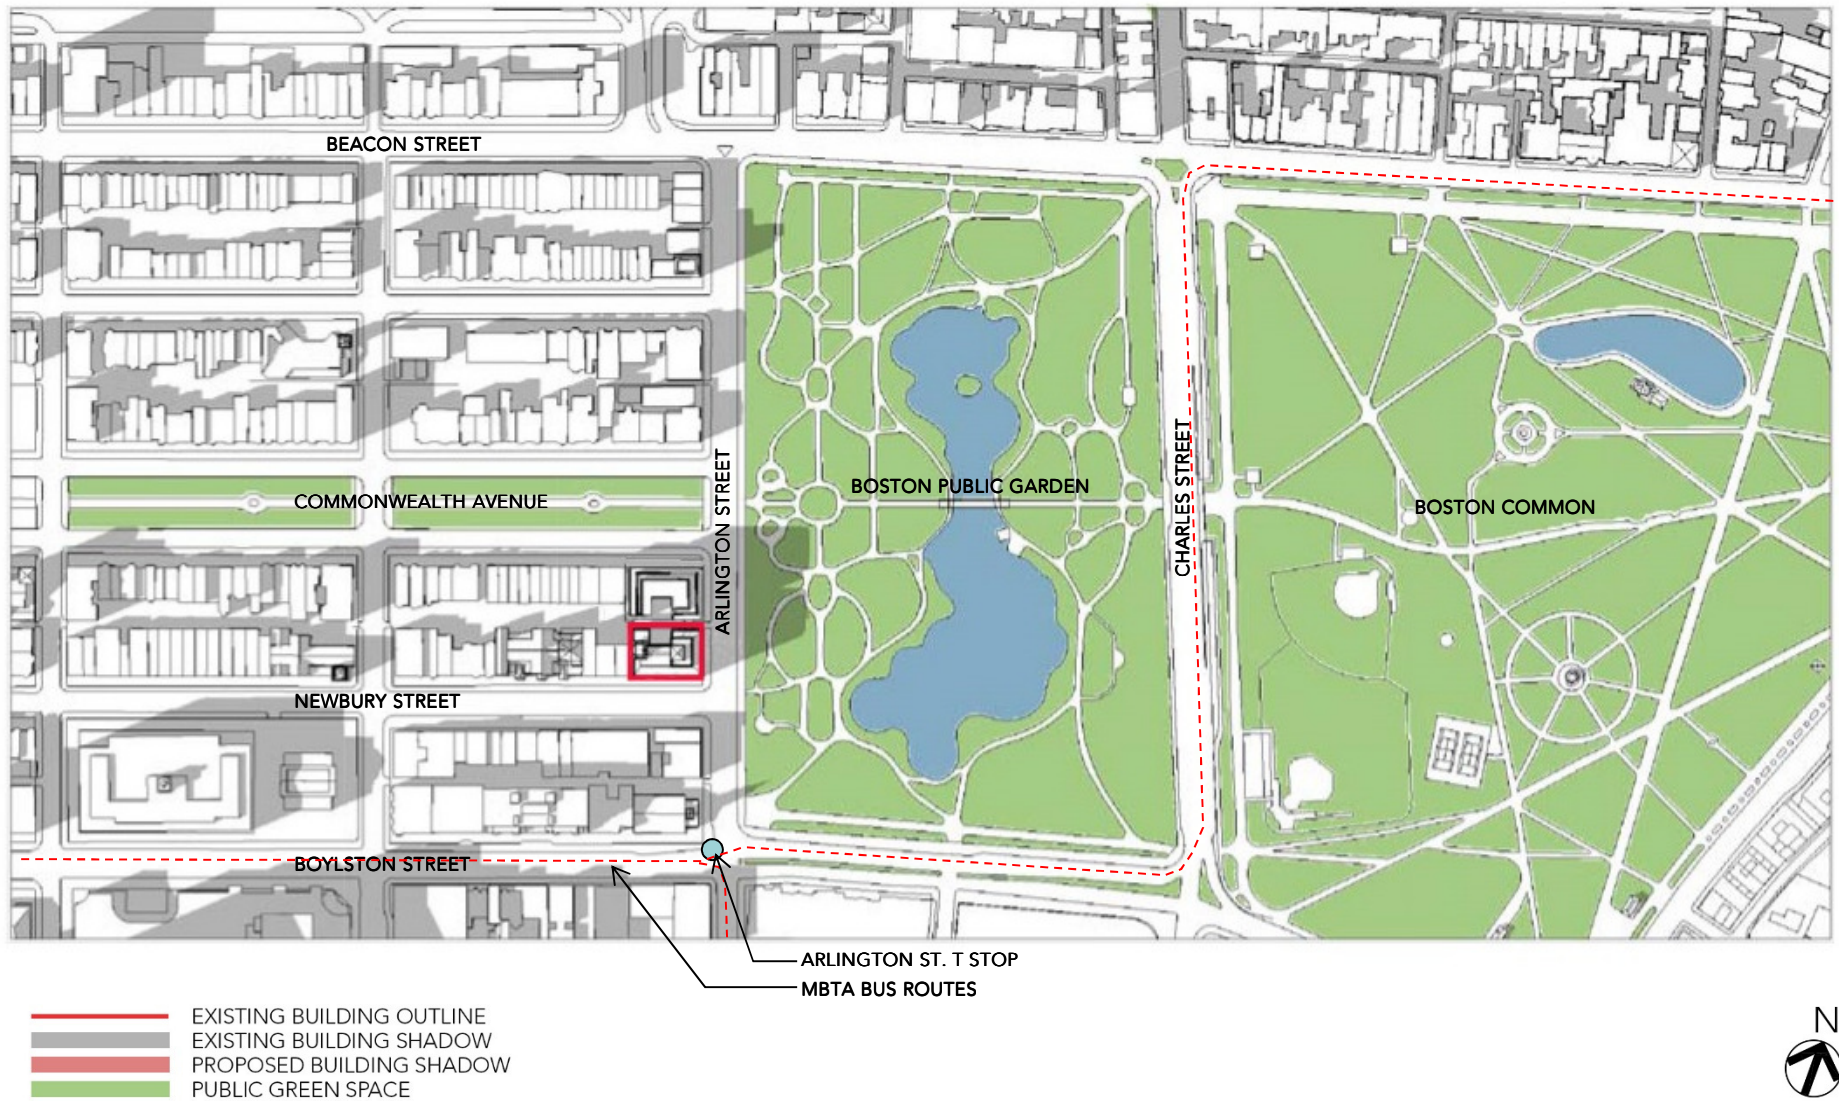 BEACON STREET
COMMONWEALTH AVENUE
ARLINGTON STREET
BOSTON PUBLIC GARDEN
CHARLES STREET
BOSTON COMMON
NEWBURY STREET
BOYLSTON STREET
ARLINGTON ST. T STOP
MBTA BUS ROUTES
EXISTING BUILDING OUTLINE
EXISTING BUILDING SHADOW
PROPOSED BUILDING SHADOW
PUBLIC GREEN SPACE
N